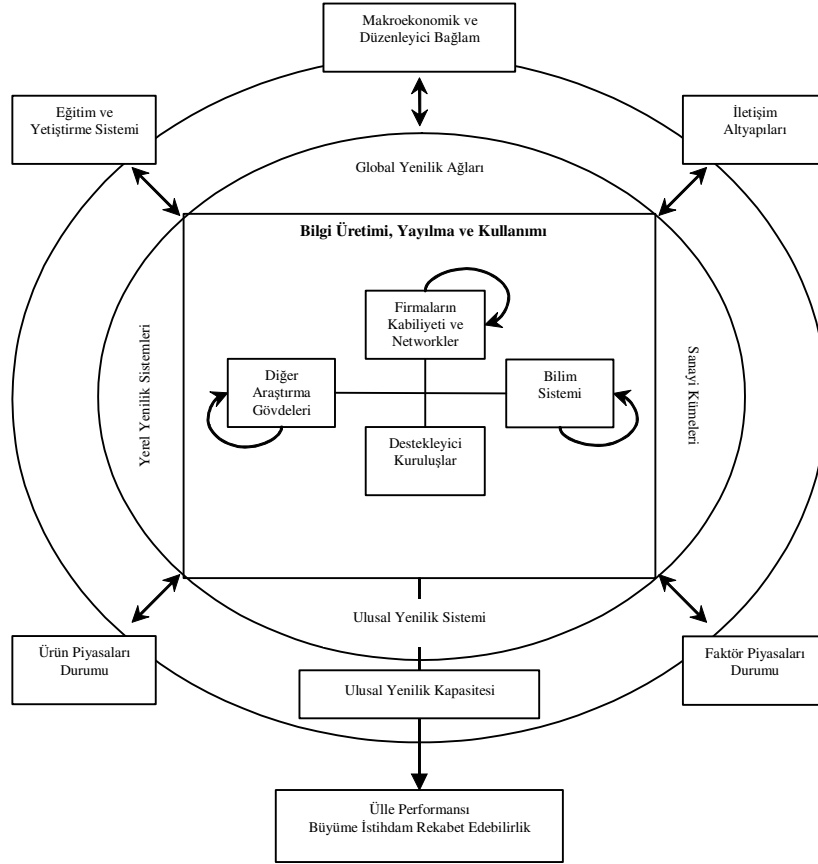 Makroekonomik ve
Düzenleyici Bağlam
Eğitim ve
Yetiştirme Sistemi
İletişim
Altyapıları
Global Yenilik Ağları
Bilgi Üretimi, Yayılma ve Kullanımı
Firmaların
Kabiliyeti ve
Networkler
Diğer
Araştırma
Gövdeleri
Bilim
Sistemi
Destekleyici
Kuruluşlar
Yerel Yenilik Sistemleri
Sanayi Kümeleri
Ulusal Yenilik Sistemi
Ürün Piyasaları
Durumu
Faktör Piyasaları
Durumu
Ulusal Yenilik Kapasitesi
Ülle Performansı
Büyüme İstihdam Rekabet Edebilirlik